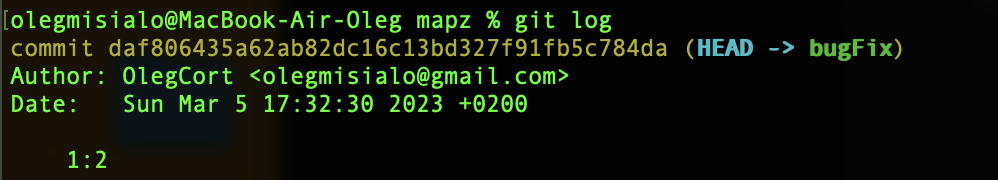 [olegmisialo@MacBook-Air-Oleg mapz % git log
commit daf806435a62ab82dc16c13bd327f91fb5c784da (HEAD -> bugFix)
Author: OlegCort <olegmisialo@gmail.com>
Date:   Sun Mar 5 17:32:30 2023 +0200
1:2